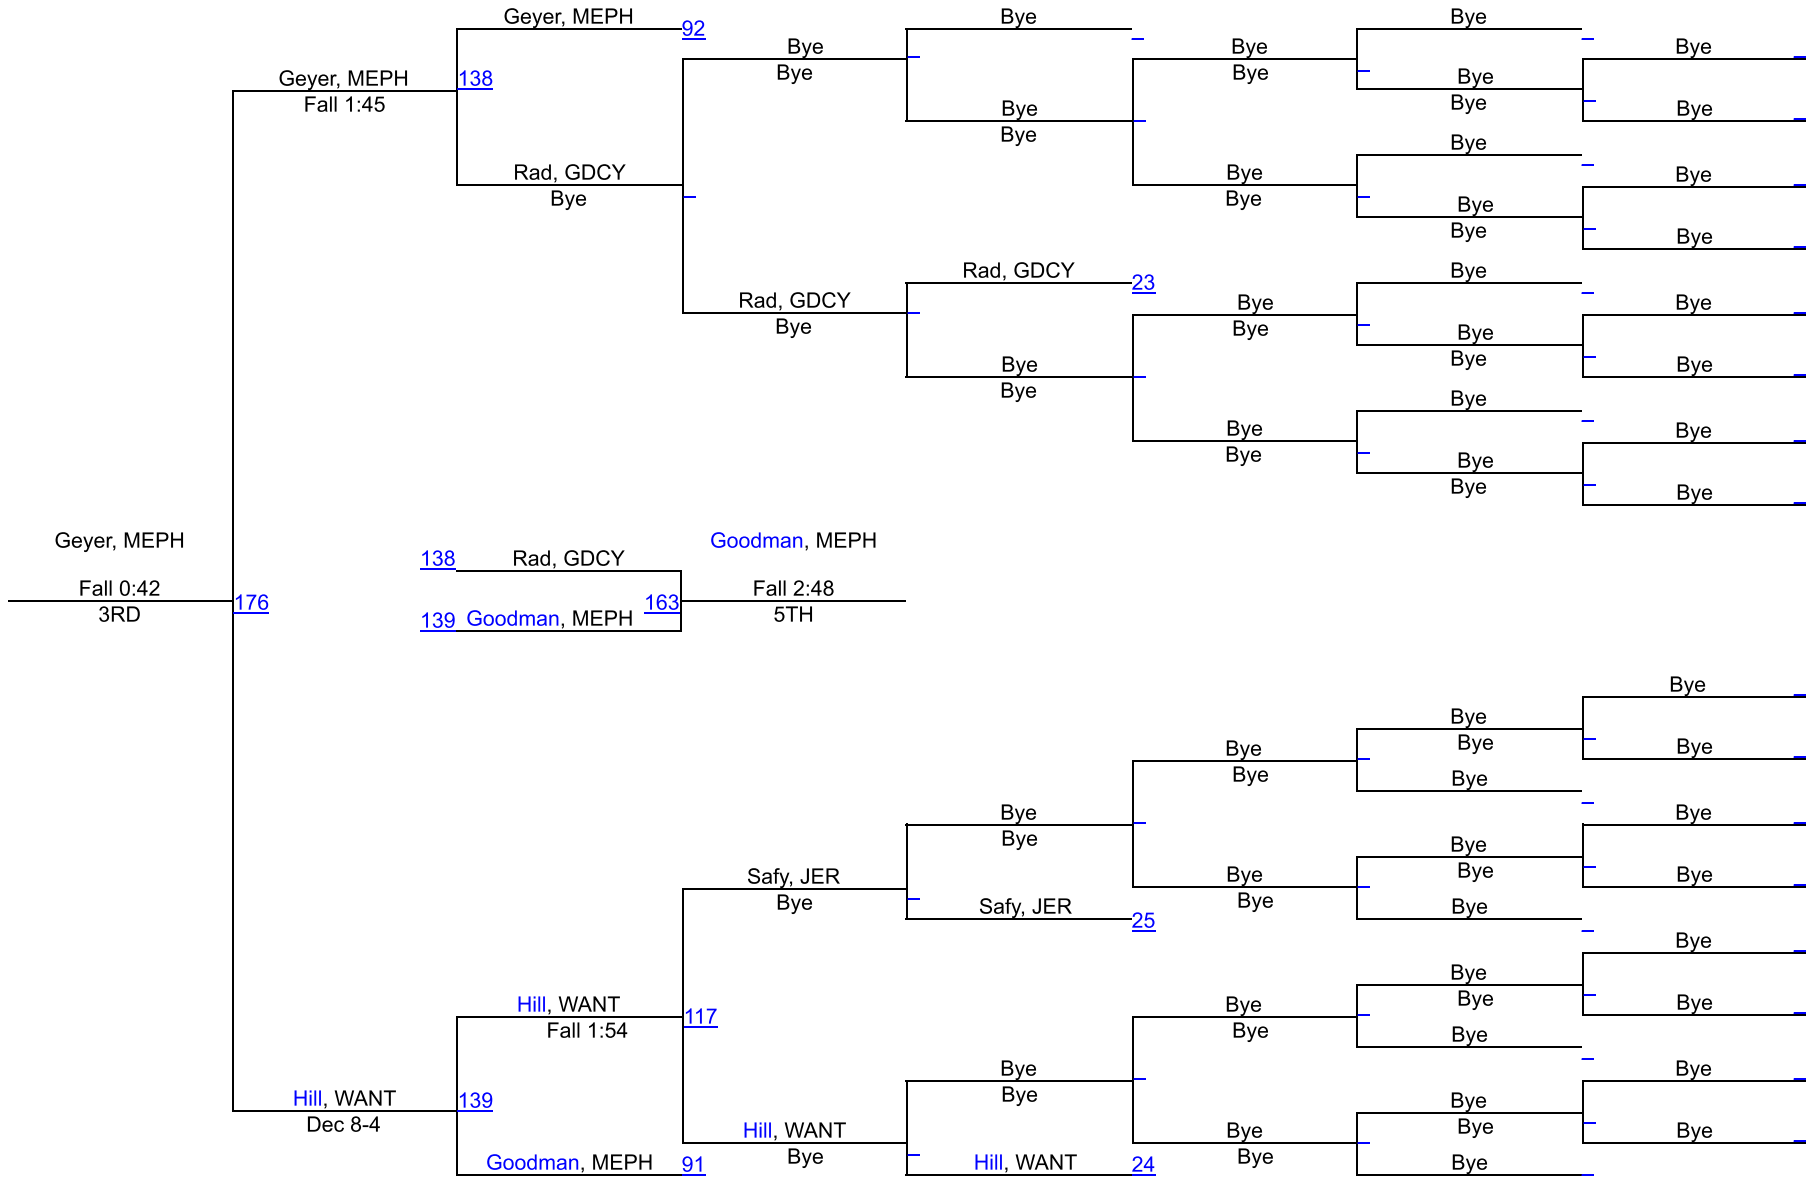 Geyer, MEPH 92 Bye Bye
Bye Bye Bye
Geyer, MEPH 138 Bye Bye Bye
Fall 1:45 Bye Bye Bye
Bye Bye
Bye
Rad, GDCY Bye Bye
Bye Bye Bye
Bye Bye
Rad, GDCY 23 Bye
Rad, GDCY Bye Bye
Bye Bye Bye
Bye Bye Bye
Bye Bye
Bye Bye
Bye Bye
Bye
Bye
Geyer, MEPH Goodman, MEPH
138 Rad, GDCY
Fall 0:42 Fall 2:48
176 163
3RD 139 Goodman, MEPH 5TH
Bye
Bye
Bye Bye Bye
Bye Bye
Bye Bye
Bye
Bye
Safy, JER Bye Bye
Bye Bye
Safy, JER 25 Bye Bye
Bye
Bye
Hill, WANT 117 Bye Bye
Fall 1:54 Bye Bye
Bye
Bye Bye
Hill, WANT 139 Bye Bye
Dec 8-4 Hill, WANT Bye Bye Bye
Bye Bye
Goodman, MEPH 91 Hill, WANT 24 Bye